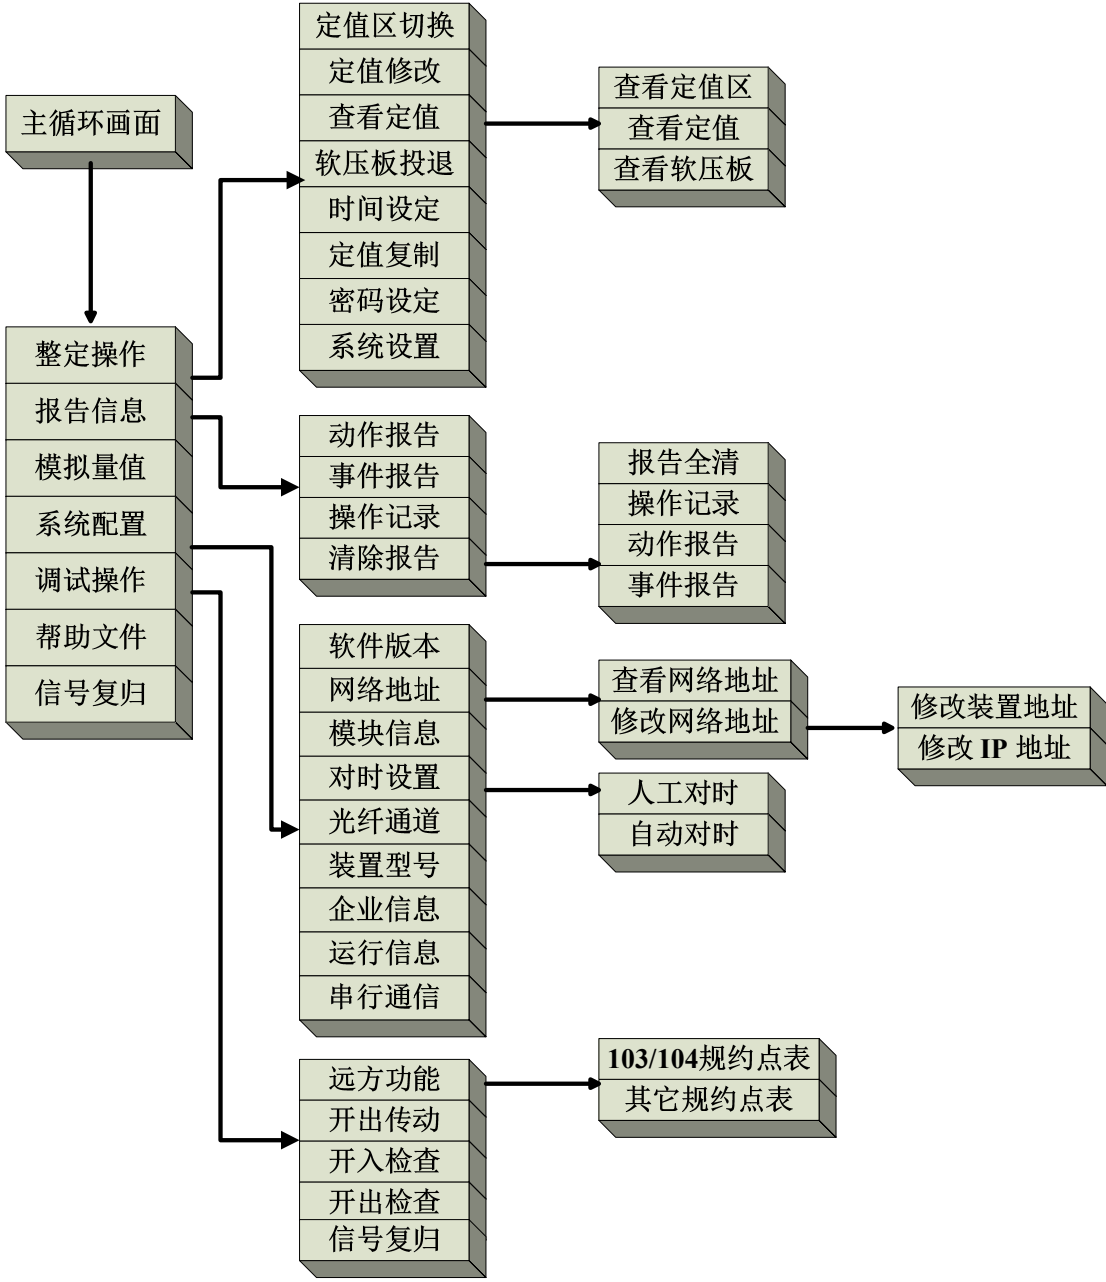 主循环画面
整定操作
报告信息
模拟量值
系统配置
调试操作
帮助文件
信号复归
定值区切换
定值修改
查看定值
软压板投退
时间设定
定值复制
密码设定
系统设置
查看定值区
查看定值
查看软压板
动作报告
事件报告
操作记录
清除报告
报告全清
操作记录
动作报告
事件报告
软件版本
网络地址
模块信息
对时设置
光纤通道
装置型号
企业信息
运行信息
串行通信
查看网络地址
修改网络地址
修改装置地址
修改 IP 地址
人工对时
自动对时
远方功能
开出传动
开入检查
开出检查
信号复归
103/104规约点表
其它规约点表